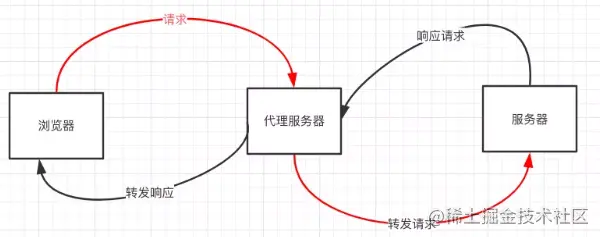 请求
响应请求
浏览器
代理服务器
服务器
转发响应
转发请求
@稀土掘金技术社区